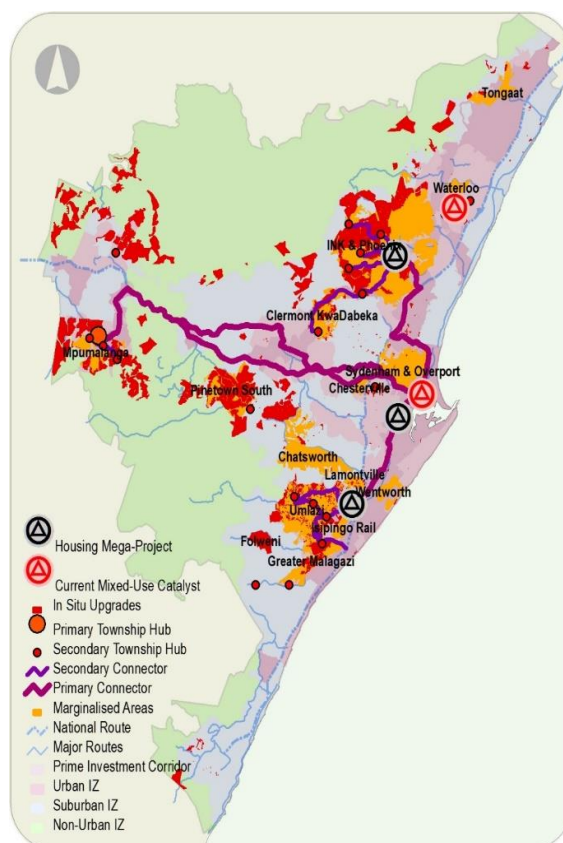 Tongaat
Waterloo
INK & Phoenix
Clermont KwaDabeka
Mpumalanga
Sydenham & Overport
Chesterville
Pinetown South
Chatsworth
Lamontville
Wentworth
Umlazi
Isipingo Rail
Folweni
Greater Malagazi
Housing Mega-Project
Current Mixed-Use Catalyst
In Situ Upgrades
Primary Township Hub
Secondary Township Hub
Secondary Connector
Primary Connector
Marginalised Areas
National Route
Major Routes
Prime Investment Corridor
Urban IZ
Suburban IZ
Non-Urban IZ